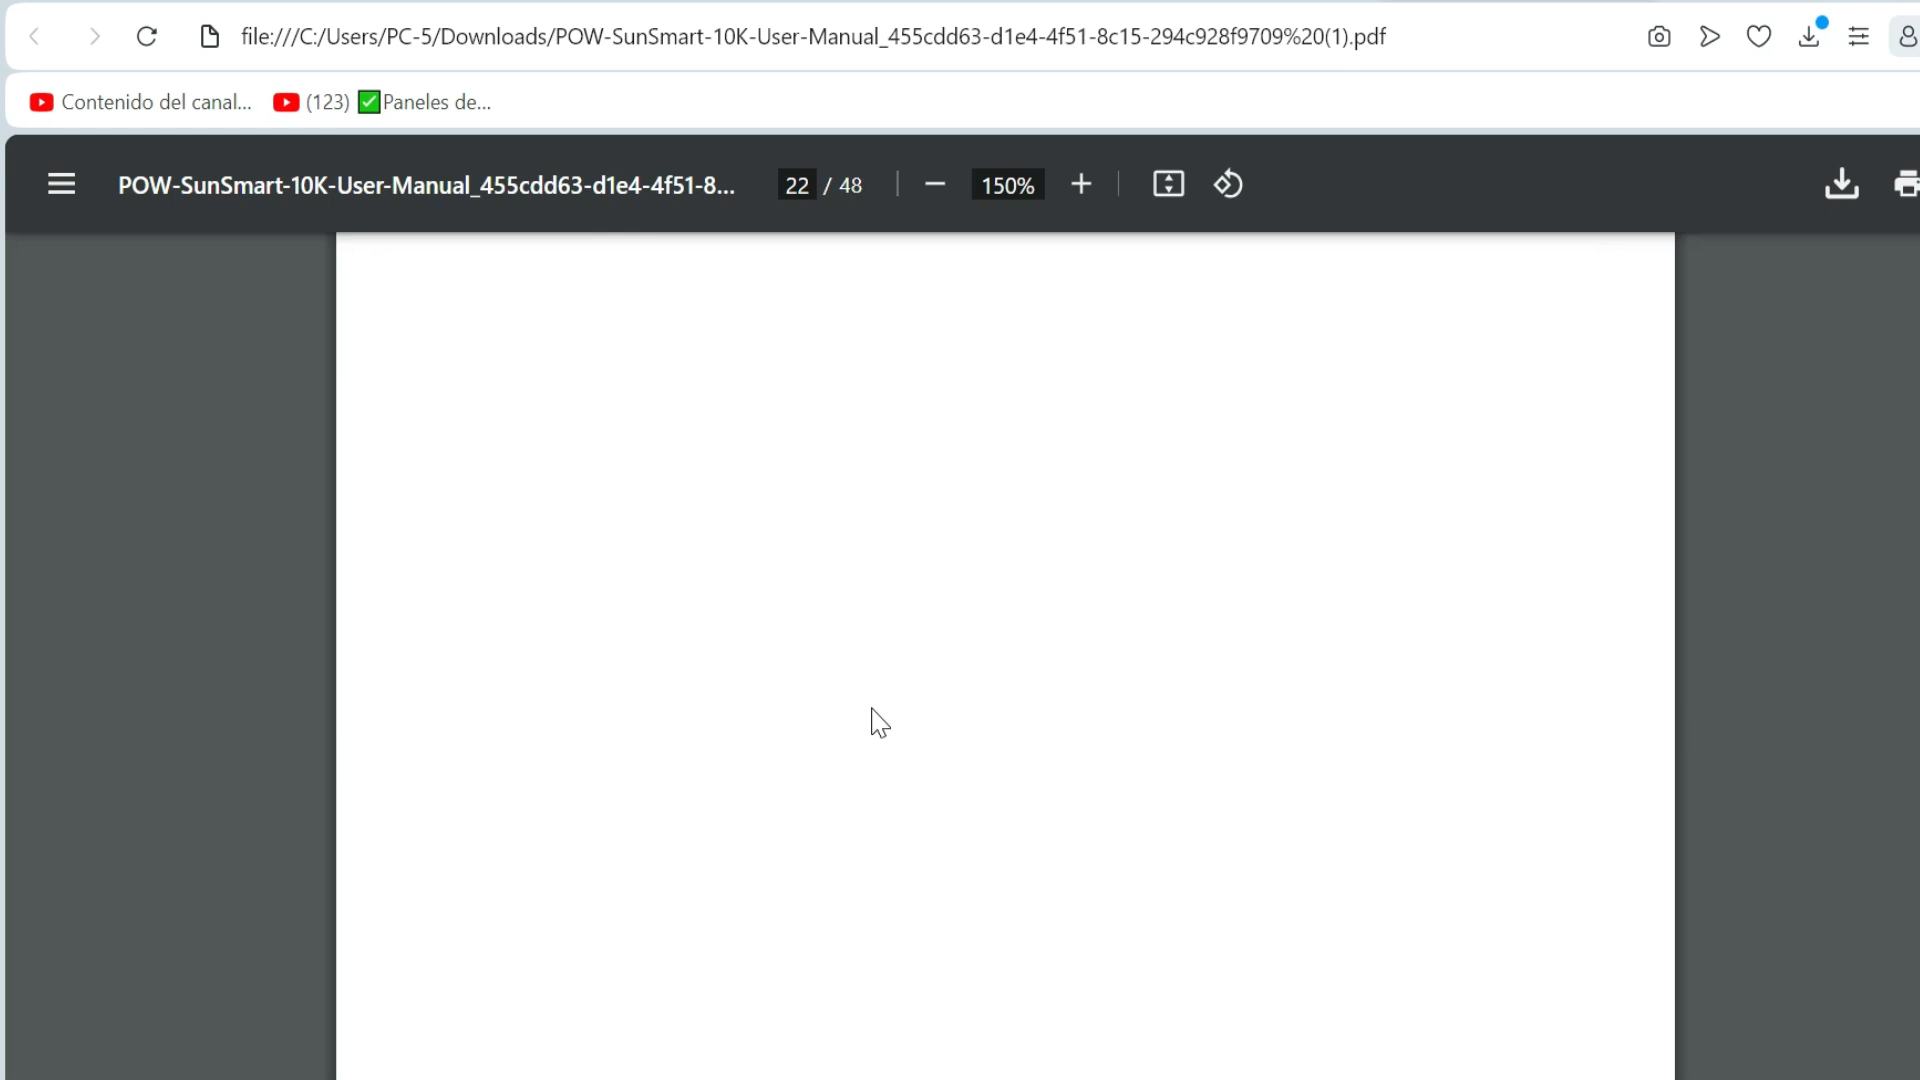 file:///C:/Users/PC-5/Downloads/POW-SunSmart-10K-User-Manual_455cdd63-d1e4-4f51-8c15-294c928f9709%20(1).pdf
Contenido del canal... (123) ✅Paneles de...
POW-SunSmart-10K-User-Manual_455cdd63-d1e4-4f51-8... 22 / 48 150%